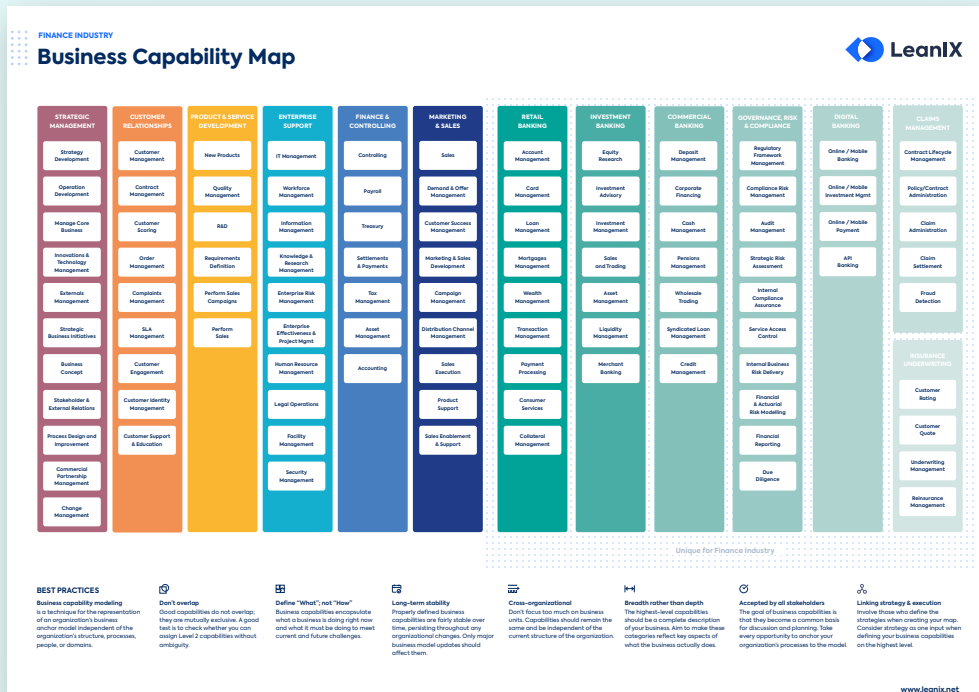 FINANCE INDUSTRY
Business Capability Map
LeanIX
STRATEGIC
MANAGEMENT
Strategy
Development
Operation
Development
Manage Core
Business
Innovations &
Technology
Management
Externals
Management
Strategic
Business Initiatives
Business
Concept
Stakeholder &
External Relations
Process Design and
Improvement
Commercial
Partnership
Management
Change
Management
CUSTOMER
RELATIONSHIPS
Customer
Management
Contract
Management
Customer
Scoring
Order
Management
Complaints
Management
SLA
Management
Customer
Engagement
Customer Identity
Management
Customer Support
& Education
PRODUCT & SERVICE
DEVELOPMENT
New Products
Quality
Management
R&D
Requirements
Definition
Perform Sales
Campaigns
Perform
Sales
ENTERPRISE
SUPPORT
IT Management
Workforce
Management
Information
Management
Knowledge &
Research
Management
Enterprise Risk
Management
Enterprise
Effectiveness &
Project Mgmt
Human Resource
Management
Legal Operations
Facility
Management
Security
Management
FINANCE &
CONTROLLING
Controlling
Payroll
Treasury
Settlements
& Payments
Tax
Management
Asset
Management
Accounting
MARKETING
& SALES
Sales
Demand & Offer
Management
Customer Success
Management
Marketing & Sales
Development
Campaign
Management
Distribution Channel
Management
Sales
Execution
Product
Support
Sales Enablement
& Support
RETAIL
BANKING
Account
Management
Card
Management
Loan
Management
Mortgages
Management
Wealth
Management
Transaction
Management
Payment
Processing
Consumer
Services
Collateral
Management
INVESTMENT
BANKING
Equity
Research
Investment
Advisory
Investment
Management
Sales
and Trading
Asset
Management
Liquidity
Management
Merchant
Banking
COMMERCIAL
BANKING
Deposit
Management
Corporate
Financing
Cash
Management
Pensions
Management
Wholesale
Trading
Syndicated Loan
Management
Credit
Management
GOVERNANCE, RISK
& COMPLIANCE
Regulatory
Framework
Management
Compliance Risk
Management
Audit
Management
Strategic Risk
Assessment
Internal
Compliance
Assurance
Service Access
Control
Internal Business
Risk Delivery
Financial
& Actuarial
Risk Modelling
Financial
Reporting
Due
Diligence
DIGITAL
BANKING
Online / Mobile
Banking
Online / Mobile
Investment Mgmt
Online / Mobile
Payment
API
Banking
CLAIMS
MANAGEMENT
Contract Lifecycle
Management
Policy/Contract
Administration
Claim
Administration
Claim
Settlement
Fraud
Detection
INSURANCE
UNDERWRITING
Customer
Rating
Customer
Quote
Underwriting
Management
Reinsurance
Management
Unique for Finance Industry
BEST PRACTICES
Business capability modeling
is a technique for the representation
of an organization's business
anchor model independent of the
organization's structure, processes,
people, or domains.
Don't overlap
Good capabilities do not overlap;
they are mutually exclusive. A good
test is to check whether you can
assign Level 2 capabilities without
ambiguity.
Define "What"; not "How"
Business capabilities encapsulate
what a business is doing right now
and what it must be doing to meet
current and future challenges.
Long-term stability
Properly defined business
capabilities are fairly stable over
time, persisting throughout any
organizational changes. Only major
business model updates should
affect them.
Cross-organizational
Don't focus too much on business
units. Capabilities should remain the
same and be independent of the
current structure of the organization.
Breadth rather than depth
The highest-level capabilities
should be a complete description
of your business. Aim to make these
categories reflect key aspects of
what the business actually does.
Accepted by all stakeholders
The goal of business capabilities is
that they become a common basis
for discussion and planning. Take
every opportunity to anchor your
organization's processes to the model.
Linking strategy & execution
Involve those who define the
strategies when creating your map.
Consider strategy as one input when
defining your business capabilities
on the highest level.
www.leanix.net